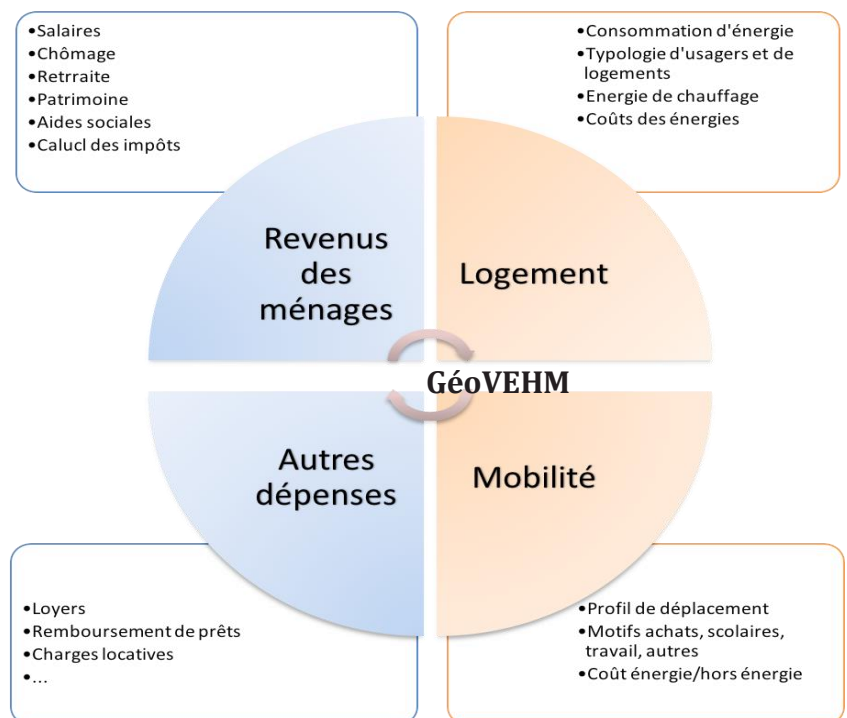 •Salaires
•Chômage
•Retrraite
•Patrimoine
•Aides sociales
•Calucl des impôts
•Consommation d'énergie
•Typologie d'usagers et de
logements
•Energie de chauffage
•Coûts des énergies
Revenus
des
ménages
Logement
GéoVEHM
Autres
dépenses
Mobilité
•Loyers
•Remboursement de prêts
•Charges locatives
•...
•Profil de déplacement
•Motifs achats, scolaires,
travail, autres
•Coût énergie/hors énergie